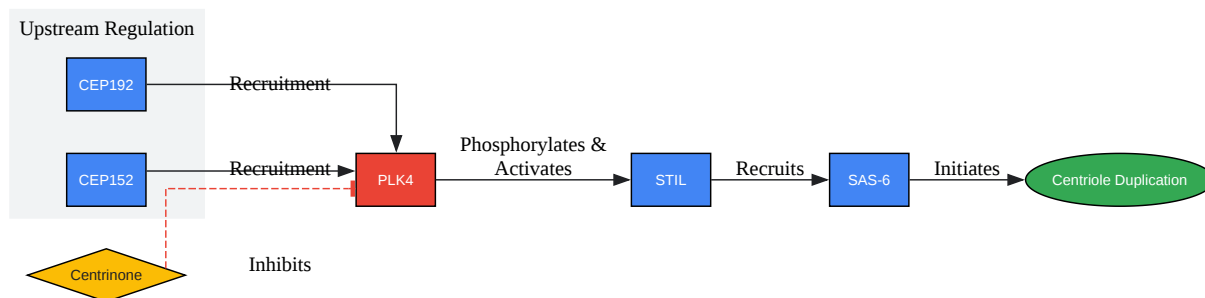 Upstream Regulation
CEP192
Recruitment
CEP152
Recruitment
PLK4
Phosphorylates &
Activates
STIL
Recruits
SAS-6
Initiates
Centriole Duplication
Centrinone
Inhibits